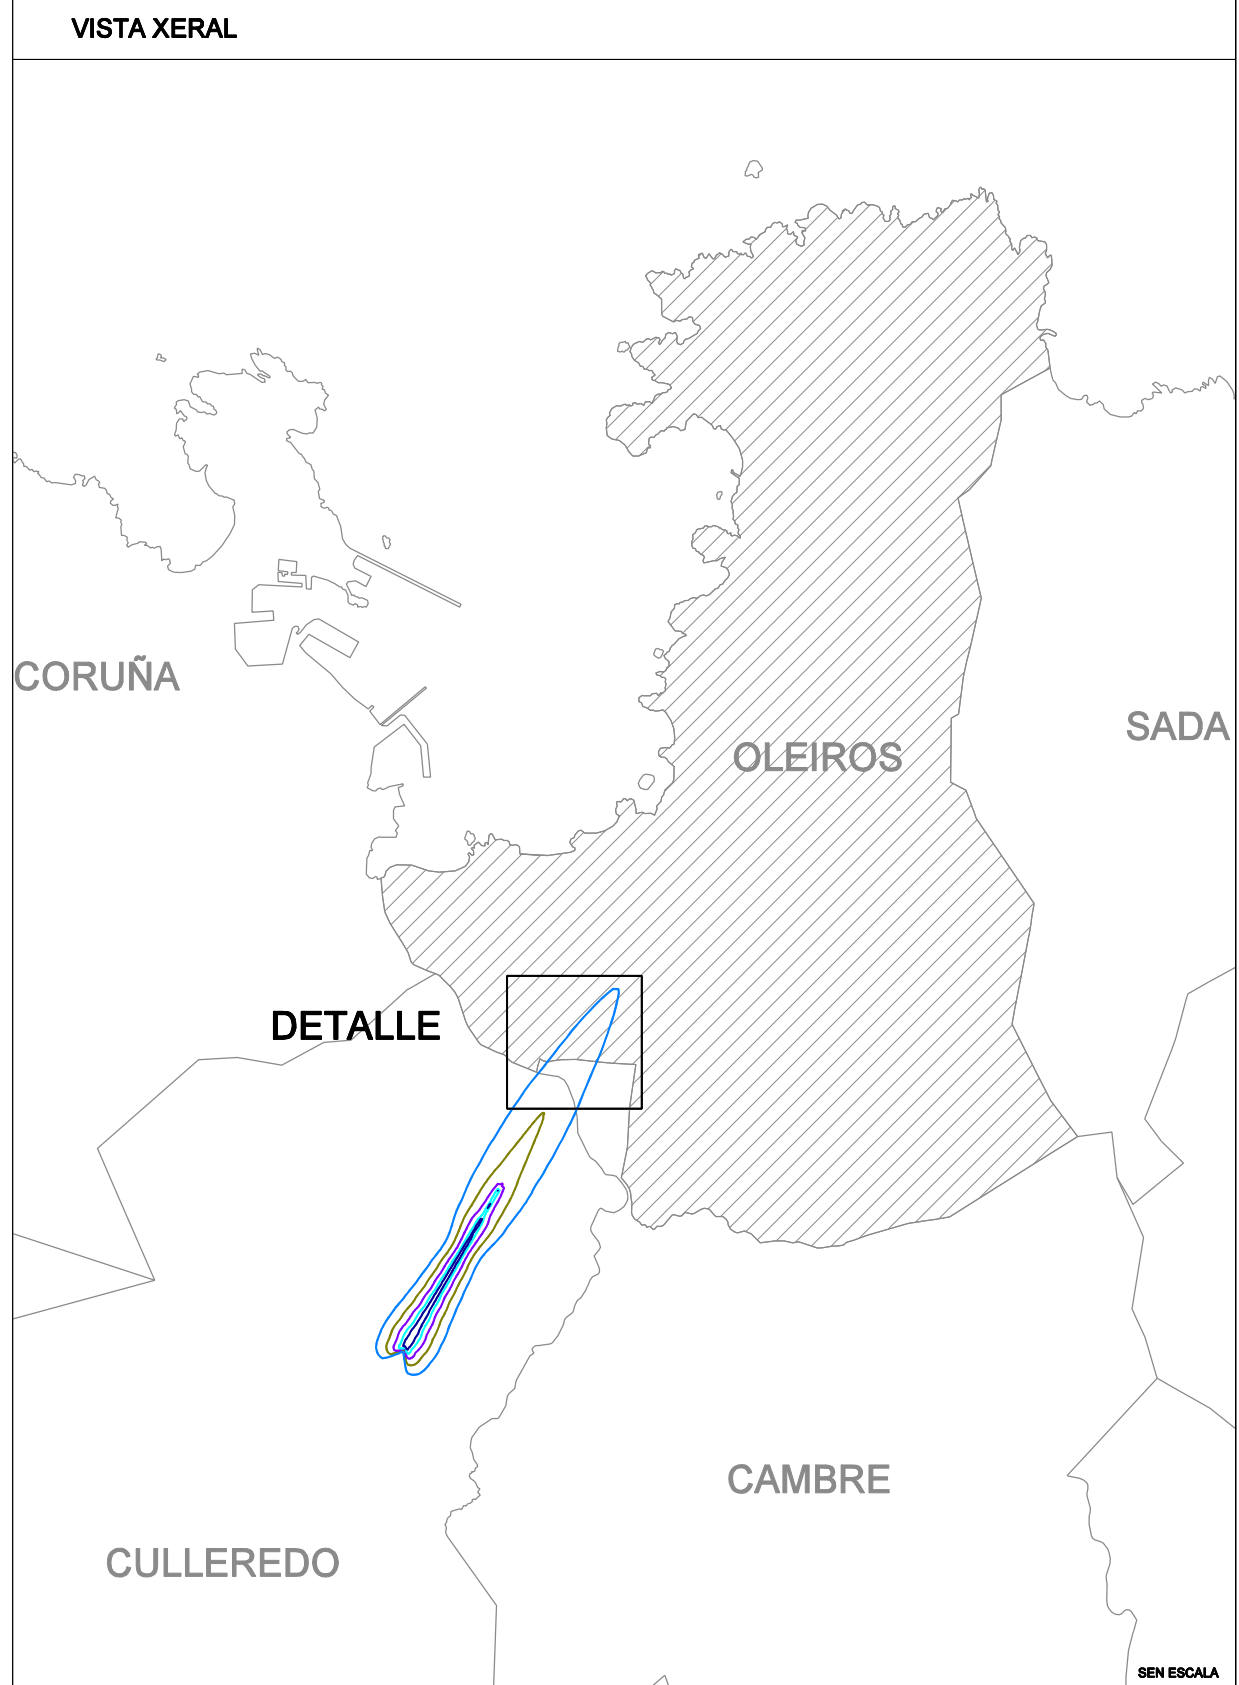 VISTA XERAL
CORUÑA
SADA
OLEIROS
DETALLE
CAMBRE
CULLEREDO
SEN ESCALA